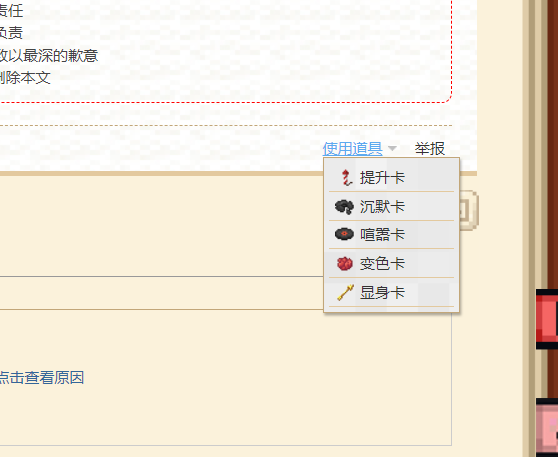 责任
负责
致以最深的歉意
删除本文
使用道具
举报
提升卡
沉默卡
喧嚣卡
变色卡
显身卡
点击查看原因